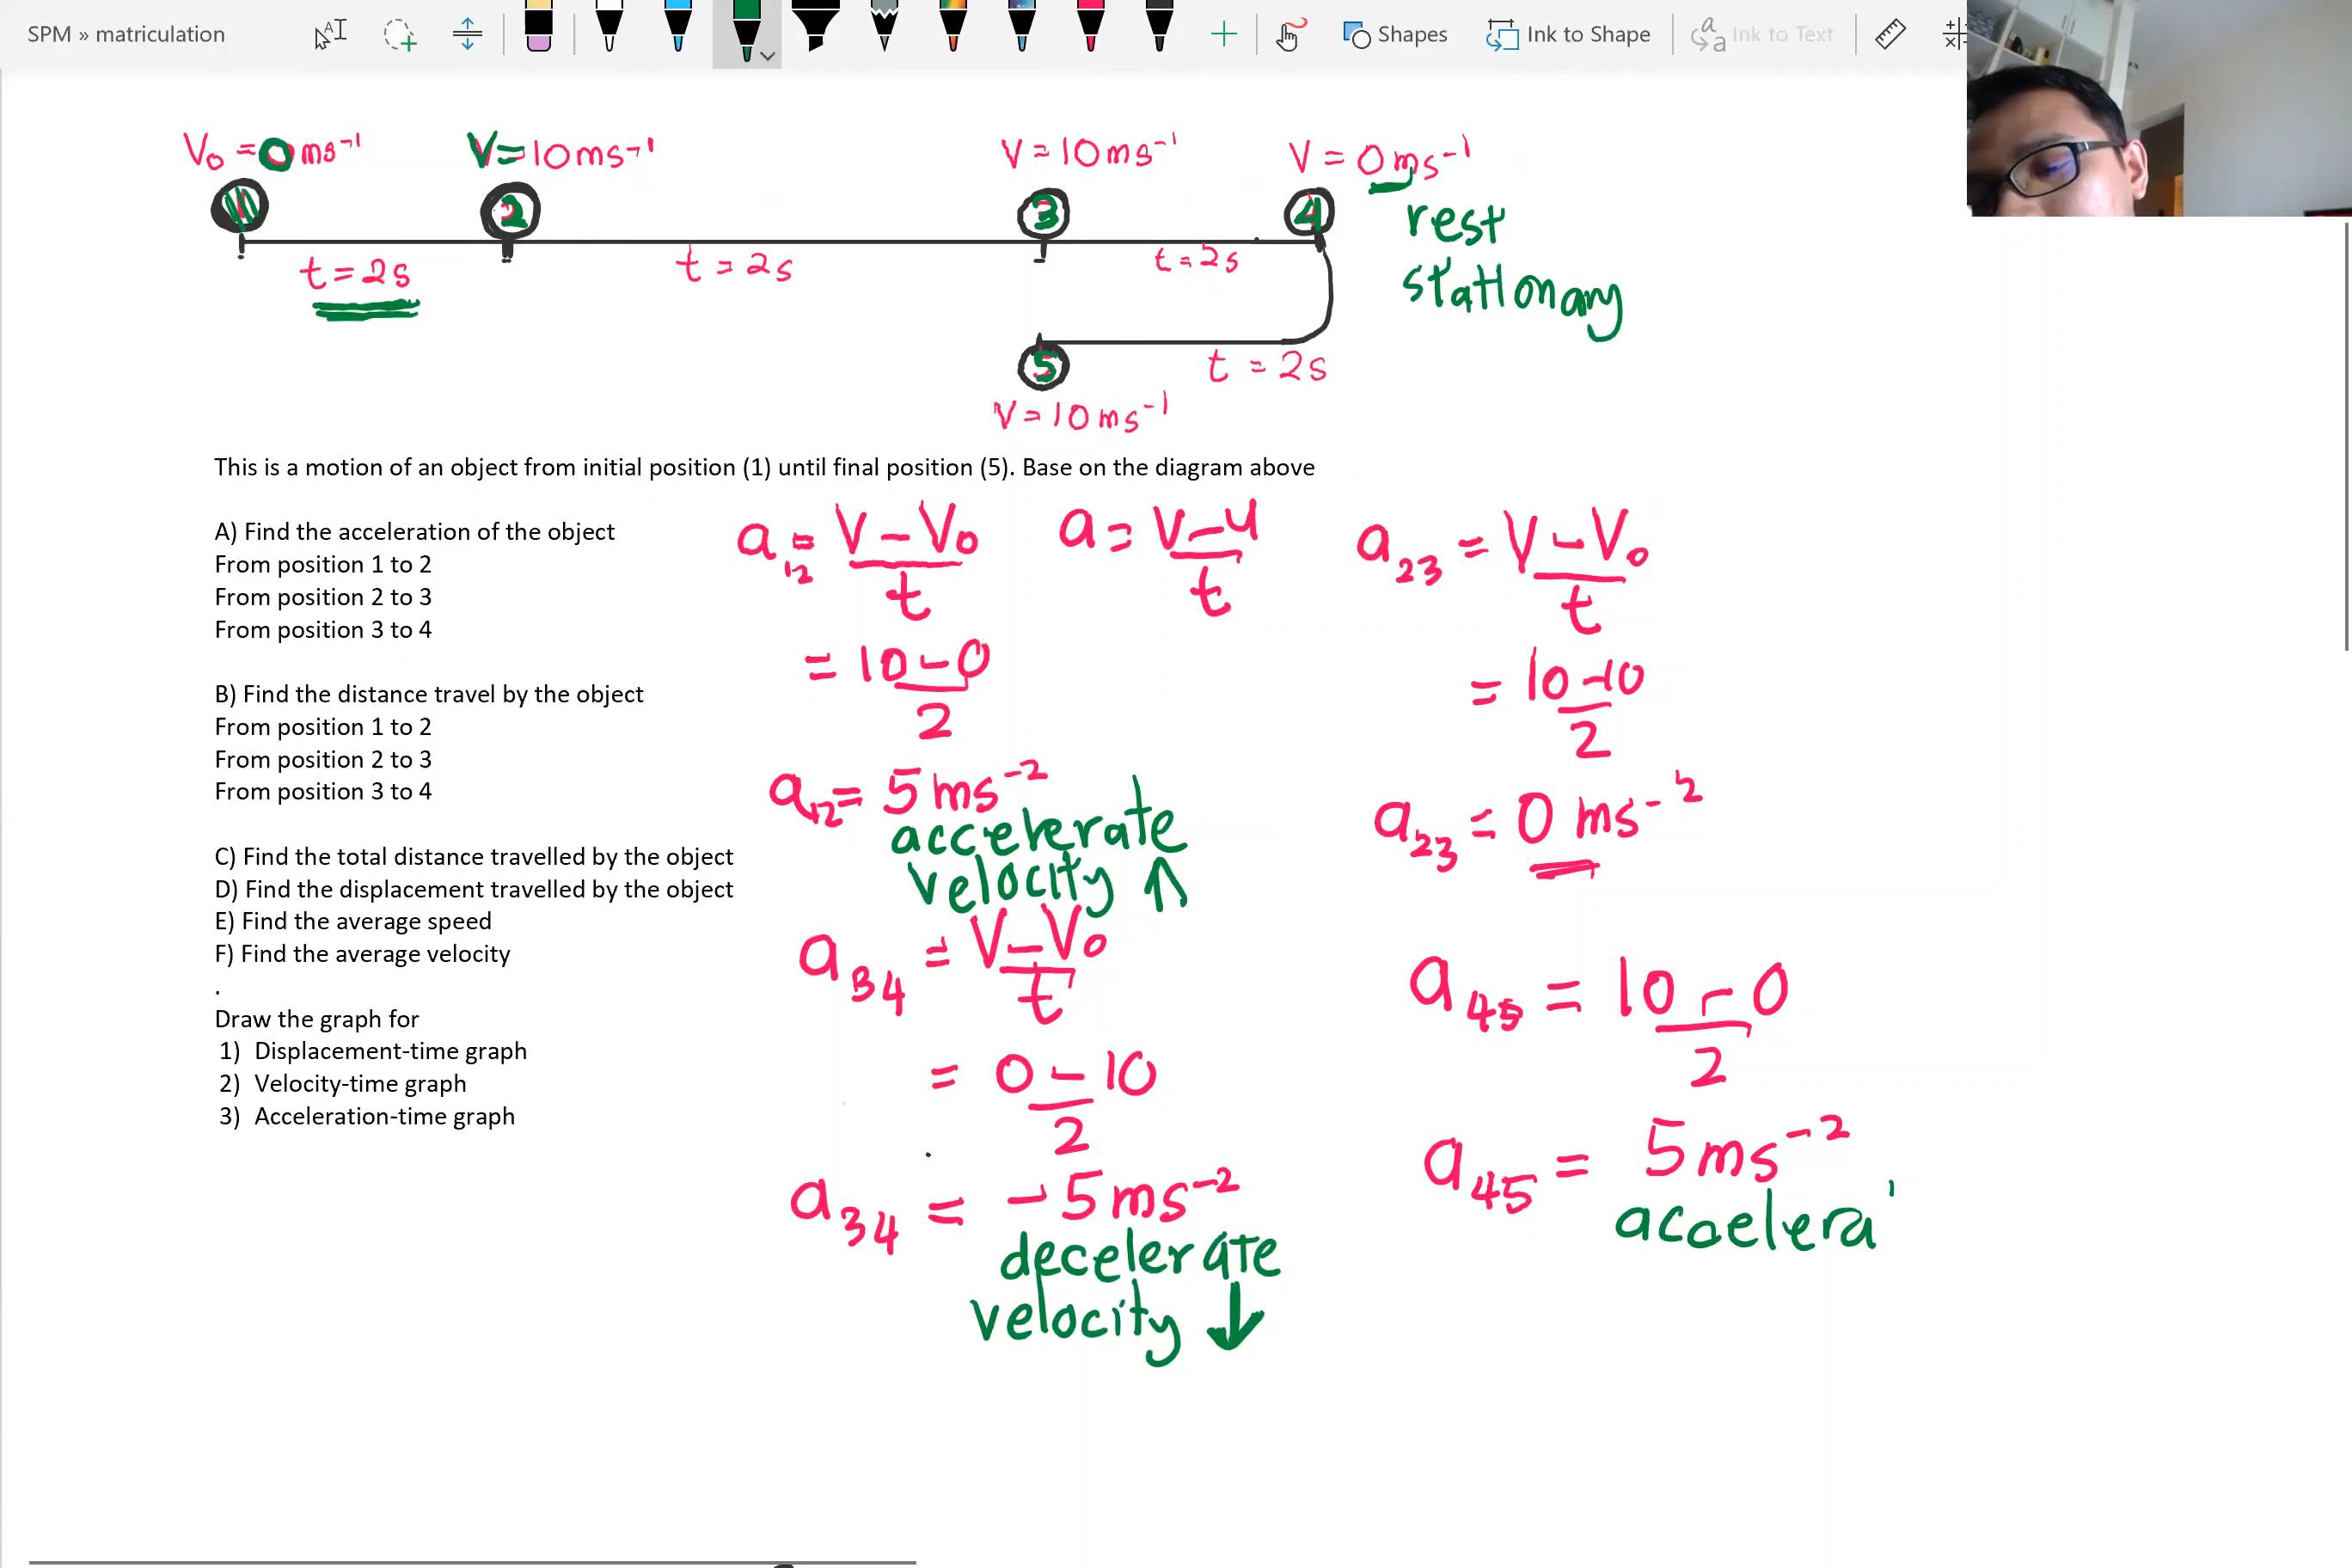 SPM » matriculation
Shapes
Ink to Shape
Ink to Text
V₀ = 0 ms⁻¹
V = 10 ms⁻¹
V = 10 ms⁻¹
V = 0 ms⁻¹
1
2
3
4
rest
stationary
t = 2s
t = 2s
t = 2s
5
t = 2s
V = 10 ms⁻¹
This is a motion of an object from initial position (1) until final position (5). Base on the diagram above
A) Find the acceleration of the object
From position 1 to 2
From position 2 to 3
From position 3 to 4
B) Find the distance travel by the object
From position 1 to 2
From position 2 to 3
From position 3 to 4
C) Find the total distance travelled by the object
D) Find the displacement travelled by the object
E) Find the average speed
F) Find the average velocity
.
Draw the graph for
1) Displacement-time graph
2) Velocity-time graph
3) Acceleration-time graph
a₁₂ = V – V₀
t
= 10 – 0
2
a₁₂ = 5 ms⁻²
accelerate
velocity ↑
a = V – u
t
a₂₃ = V – V₀
t
= 10 – 10
2
a₂₃ = 0 ms⁻²
a₃₄ = V – V₀
t
= 0 – 10
2
a₃₄ = – 5 ms⁻²
decelerate
velocity ↓
a₄₅ = 10 – 0
2
a₄₅ = 5 ms⁻²
accelera